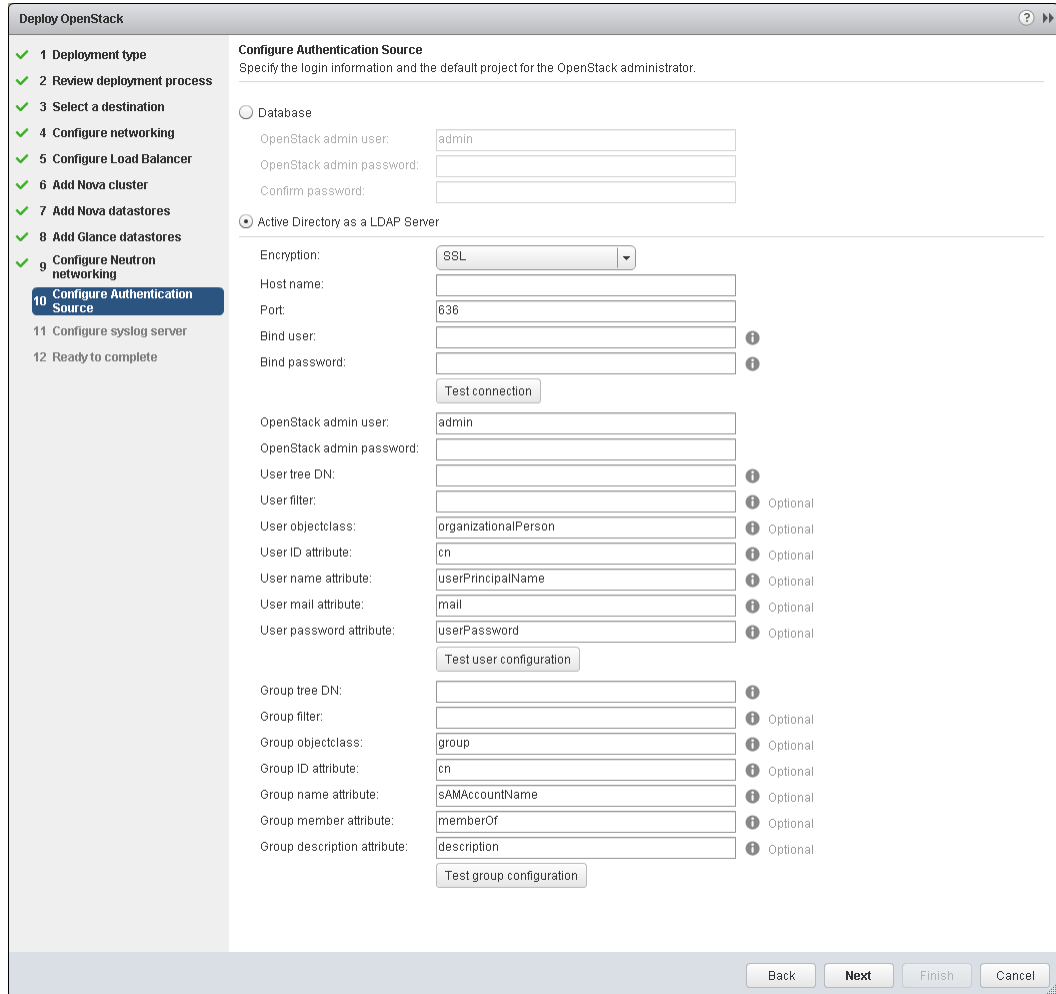 Deploy OpenStack
1 Deployment type
2 Review deployment process
3 Select a destination
4 Configure networking
5 Configure Load Balancer
6 Add Nova cluster
7 Add Nova datastores
8 Add Glance datastores
9 Configure Neutron
networking
10 Configure Authentication
Source
11 Configure syslog server
12 Ready to complete
Configure Authentication Source
Specify the login information and the default project for the OpenStack administrator.
Database
OpenStack admin user: admin
OpenStack admin password:
Confirm password:
Active Directory as a LDAP Server
Encryption: SSL
Host name:
Port: 636
Bind user:
Bind password:
Test connection
OpenStack admin user: admin
OpenStack admin password:
User tree DN:
User filter: Optional
User objectclass: organizationalPerson Optional
User ID attribute: cn Optional
User name attribute: userPrincipalName Optional
User mail attribute: mail Optional
User password attribute: userPassword Optional
Test user configuration
Group tree DN:
Group filter: Optional
Group objectclass: group Optional
Group ID attribute: cn Optional
Group name attribute: sAMAccountName Optional
Group member attribute: memberOf Optional
Group description attribute: description Optional
Test group configuration
Back Next Finish Cancel